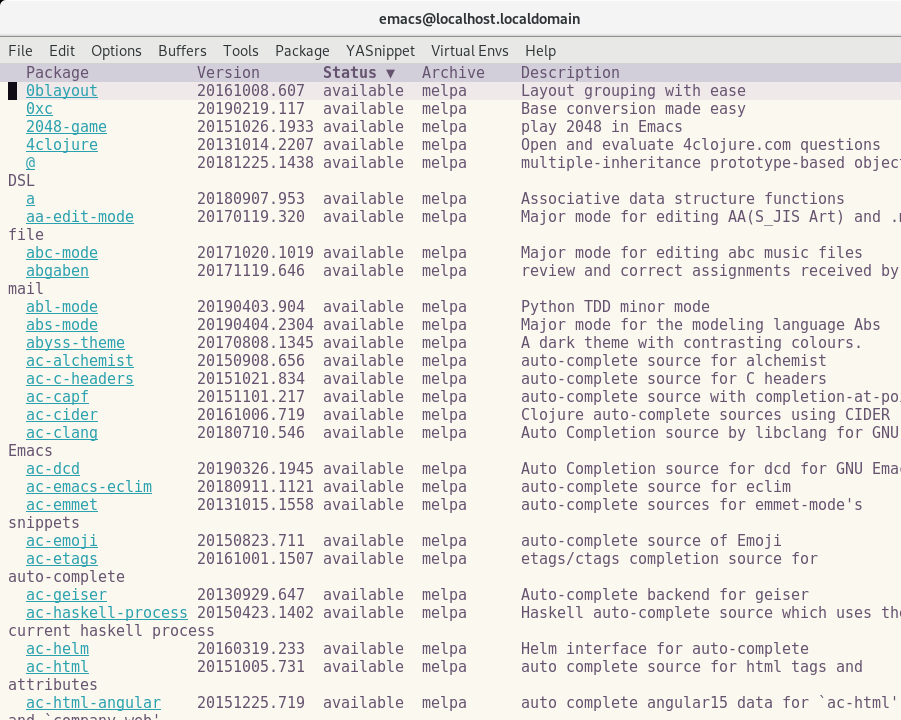 emacs@localhost.localdomain
File Edit Options Buffers Tools Package YASnippet Virtual Envs Help
Package Version Status ▼ Archive Description
0blayout 20161008.607 available melpa Layout grouping with ease
0xc 20190219.117 available melpa Base conversion made easy
2048-game 20151026.1933 available melpa play 2048 in Emacs
4clojure 20131014.2207 available melpa Open and evaluate 4clojure.com questions
@ 20181225.1438 available melpa multiple-inheritance prototype-based objec
DSL
a 20180907.953 available melpa Associative data structure functions
aa-edit-mode 20170119.320 available melpa Major mode for editing AA(S_JIS Art) and
file
abc-mode 20171020.1019 available melpa Major mode for editing abc music files
abgaben 20171119.646 available melpa review and correct assignments received by
mail
abl-mode 20190403.904 available melpa Python TDD minor mode
abs-mode 20190404.2304 available melpa Major mode for the modeling language Abs
abyss-theme 20170808.1345 available melpa A dark theme with contrasting colours.
ac-alchemist 20150908.656 available melpa auto-complete source for alchemist
ac-c-headers 20151021.834 available melpa auto-complete source for C headers
ac-capf 20151101.217 available melpa auto-complete source with completion-at-po
ac-cider 20161006.719 available melpa Clojure auto-complete sources using CIDER
ac-clang 20180710.546 available melpa Auto Completion source by libclang for GNU
Emacs
ac-dcd 20190326.1945 available melpa Auto Completion source for dcd for GNU Ema
ac-emacs-eclim 20180911.1121 available melpa auto-complete source for eclim
ac-emmet 20131015.1558 available melpa auto-complete sources for emmet-mode's
snippets
ac-emoji 20150823.711 available melpa auto-complete source of Emoji
ac-etags 20161001.1507 available melpa etags/ctags completion source for
auto-complete
ac-geiser 20130929.647 available melpa Auto-complete backend for geiser
ac-haskell-process 20150423.1402 available melpa Haskell auto-complete source which uses the
current haskell process
ac-helm 20160319.233 available melpa Helm interface for auto-complete
ac-html 20151005.731 available melpa auto complete source for html tags and
attributes
ac-html-angular 20151225.719 available melpa auto complete angular15 data for `ac-html'
and `company-web'